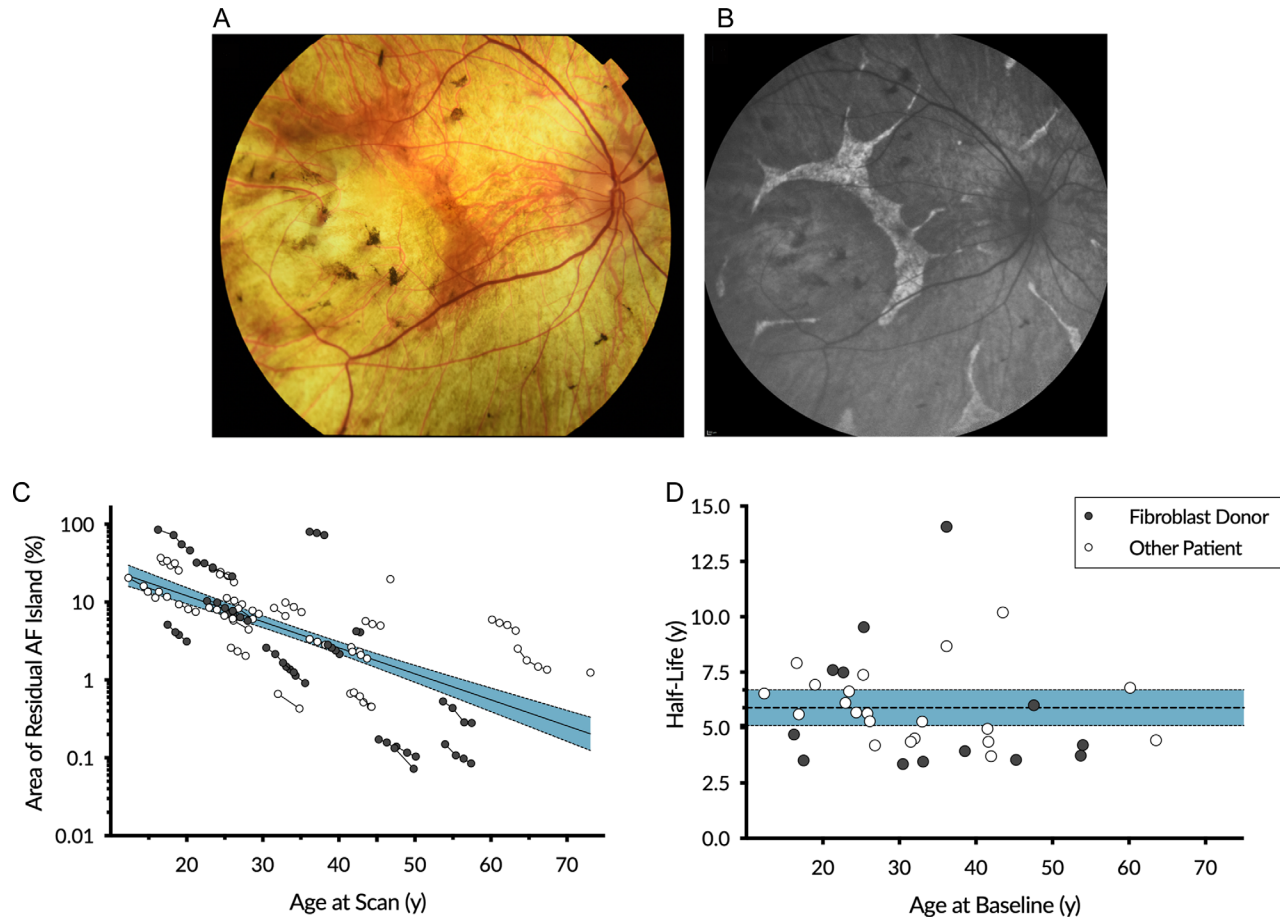 A
B
C
Area of Residual AF Island (%)
100
10
1
0.1
0.01
20 30 40 50 60 70
Age at Scan (y)
D
Half-Life (y)
15.0
12.5
10.0
7.5
5.0
2.5
0.0
20 30 40 50 60 70
Age at Baseline (y)
Fibroblast Donor
Other Patient